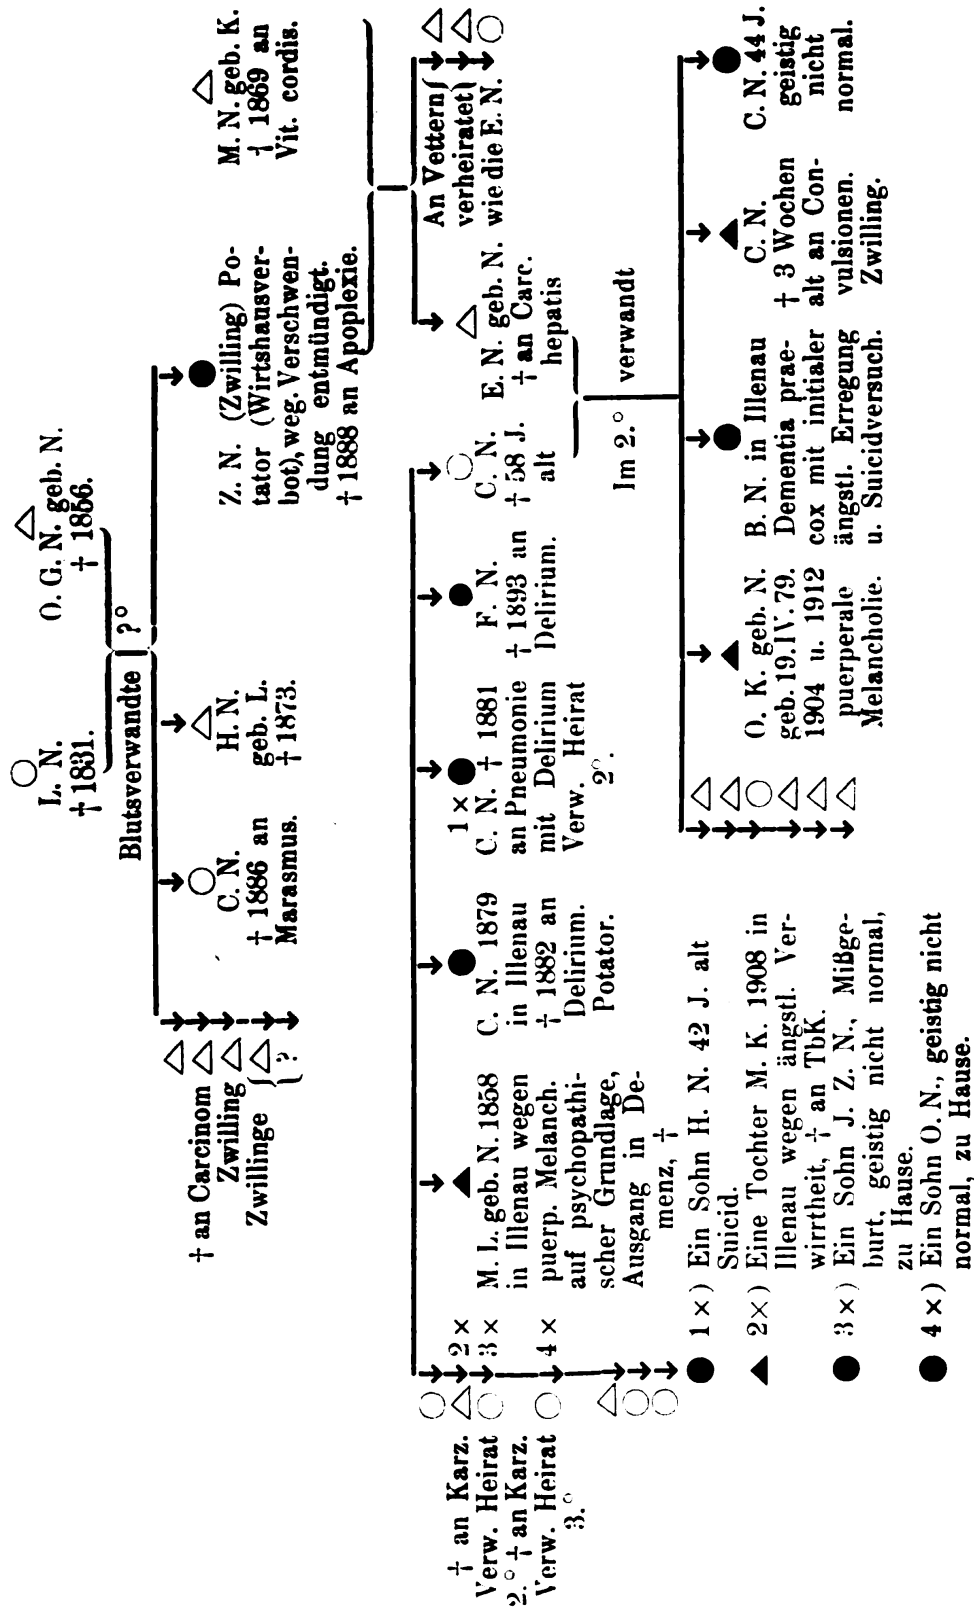 L. N.
† 1831.
O. G. N. geb. N.
† 1856.
Blutsverwandte ?°
† an Carcinom
Zwilling
Zwillinge
?
C. N.
† 1886 an
Marasmus.
H. N.
geb. L.
† 1873.
Z. N. (Zwilling) Po-
tator (Wirtshausver-
bot), weg. Verschwen-
dung entmündigt.
† 1888 an Apoplexie.
M. N. geb. K.
† 1869 an
Vit. cordis.
† an Karz.
Verw. Heirat
2.° † an Karz.
Verw. Heirat
3.°
2×
3×
4×
M. L. geb. N. 1858
in Illenau wegen
puerp. Melanch.
auf psychopathi-
scher Grundlage,
Ausgang in De-
menz, †
C. N. 1879
in Illenau
† 1882 an
Delirium.
Potator.
1×
C. N. † 1881
an Pneumonie
mit Delirium
Verw. Heirat
2°.
F. N.
† 1893 an
Delirium.
C. N.
† 58 J.
alt
E. N. geb. N.
† an Carc.
hepatis
An Vettern
verheiratet
wie die E. N.
Im 2.° verwandt
O. K. geb. N.
geb. 19. IV. 79.
1904 u. 1912
puerperale
Melancholie.
B. N. in Illenau
Dementia prae-
cox mit initialer
ängstl. Erregung
u. Suicidversuch.
C. N.
† 3 Wochen
alt an Con-
vulsionen.
Zwilling.
C. N. 44 J.
geistig
nicht
normal.
1×) Ein Sohn H. N. 42 J. alt
Suicid.
2×) Eine Tochter M. K. 1908 in
Illenau wegen ängstl. Ver-
wirrtheit, † an TbK.
3×) Ein Sohn J. Z. N., Mißge-
burt, geistig nicht normal,
zu Hause.
4×) Ein Sohn O. N., geistig nicht
normal, zu Hause.